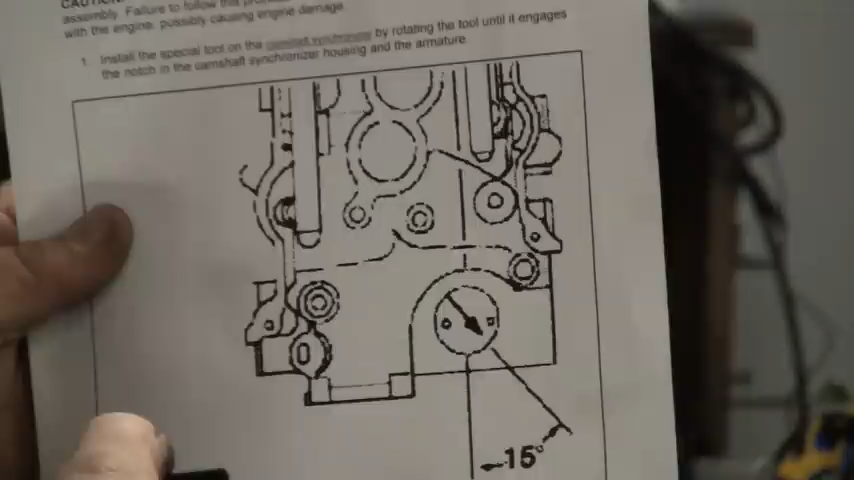 CAUTION
assembly. Failure to follow this
with the engine, possibly causing engine damage.
1. Install the special tool on the camshaft synchronizer by rotating the tool until it engages
the notch in the camshaft synchronizer housing and the armature.
15°